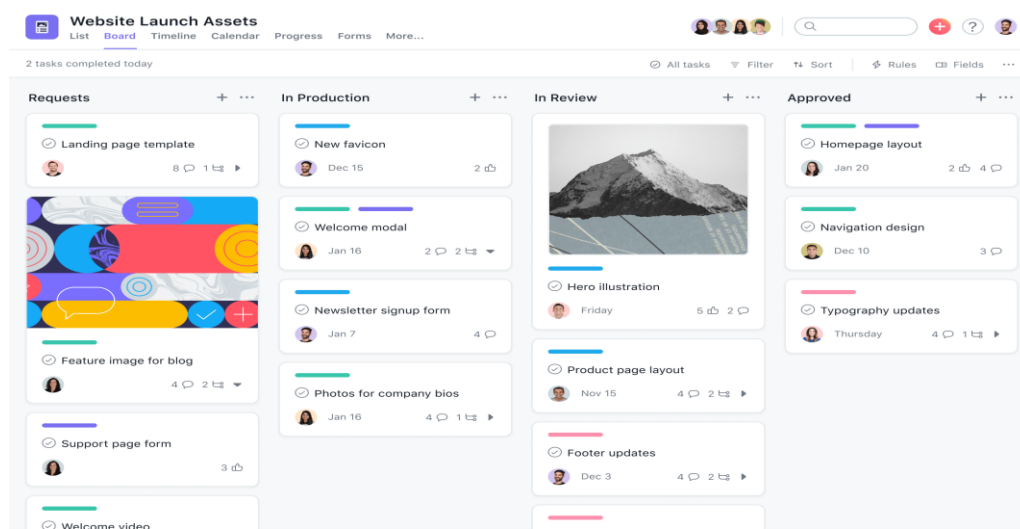 Website Launch Assets
List Board Timeline Calendar Progress Forms More...
2 tasks completed today
All tasks Filter Sort Rules Fields
Requests
Landing page template
8 1
Feature image for blog
4 2
Support page form
3
Welcome video
In Production
New favicon
Dec 15 2
Welcome modal
Jan 16 2 2
Newsletter signup form
Jan 7 4
Photos for company bios
Jan 16 4 1
In Review
Hero illustration
Friday 5 2
Product page layout
Nov 15 4 2
Footer updates
Dec 3 4 2
Approved
Homepage layout
Jan 20 2 4
Navigation design
Dec 10 3
Typography updates
Thursday 4 1